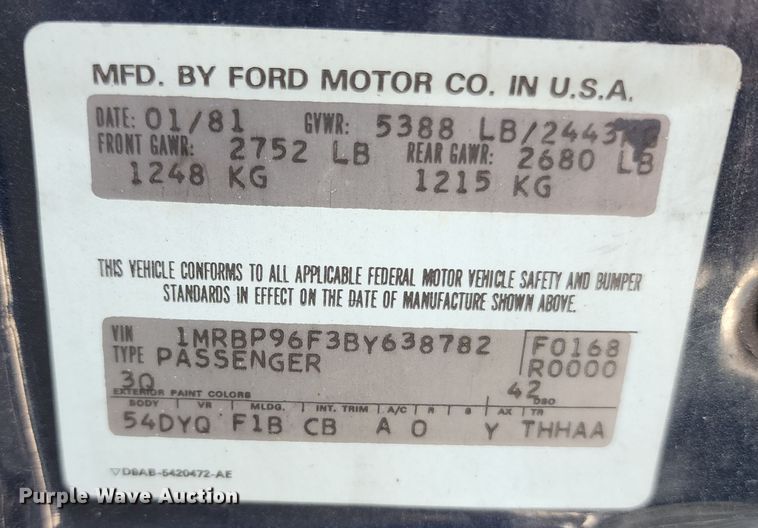 MFD. BY FORD MOTOR CO. IN U.S.A.
DATE: 01/81 GVWR: 5388 LB/2443
FRONT GAWR: 2752 LB REAR GAWR: 2680 LB
1248 KG 1215 KG
THIS VEHICLE CONFORMS TO ALL APPLICABLE FEDERAL MOTOR VEHICLE SAFETY AND BUMPER
STANDARDS IN EFFECT ON THE DATE OF MANUFACTURE SHOWN ABOVE.
VIN 1MRBP96F3BY638782 F0168
TYPE PASSENGER R0000
3Q 42
EXTERIOR PAINT COLORS DSO
BODY VR MLDG. INT. TRIM A/C R S AX TR
54DYQ F1B CB A 0 Y THHAA
▽D8AB-5420472-AE
Purple Wave Auction